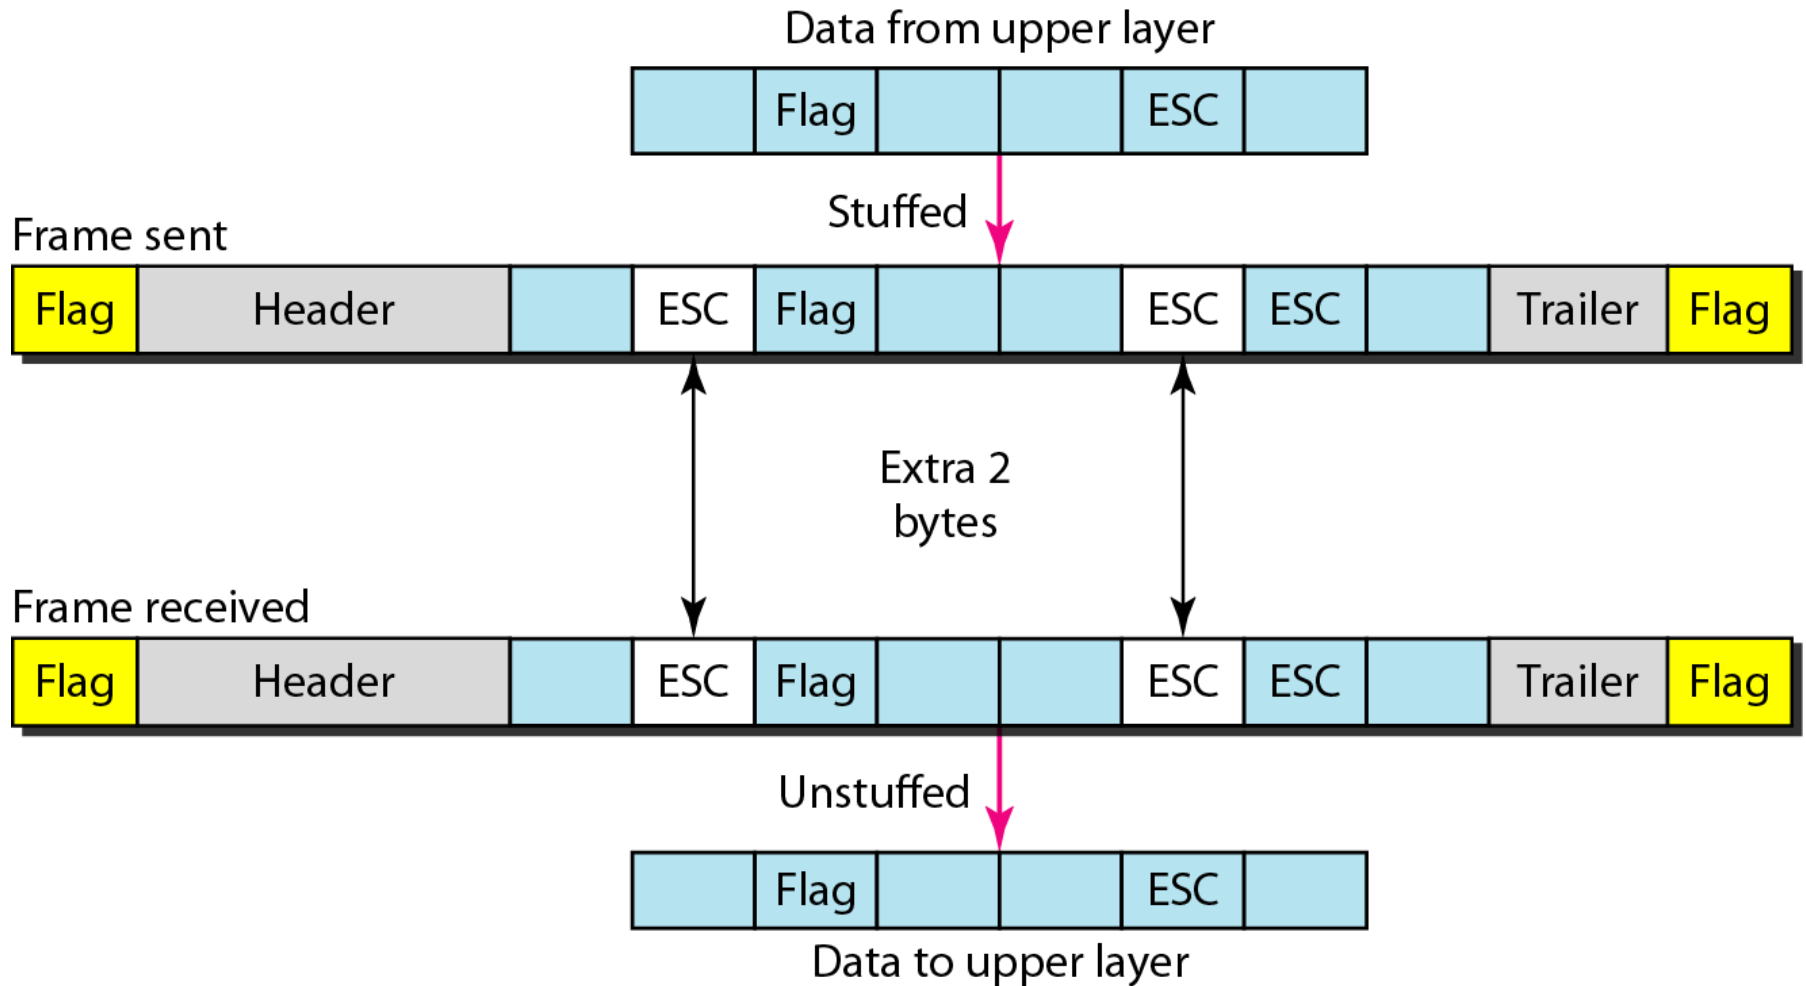 Data from upper layer
Flag ESC
Stuffed
Frame sent
Flag Header ESC Flag ESC ESC Trailer Flag
Extra 2
bytes
Frame received
Flag Header ESC Flag ESC ESC Trailer Flag
Unstuffed
Flag ESC
Data to upper layer